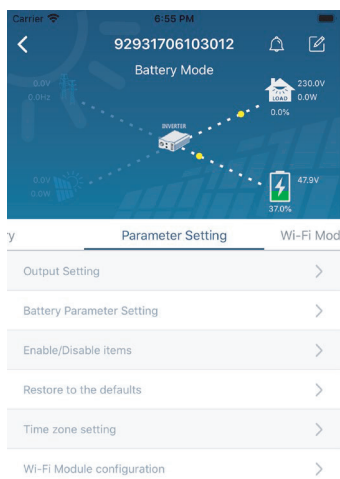 Carrier 6:55 PM
92931706103012
Battery Mode
0.0V
0.0Hz
230.0V
LOAD 0.0W
0.0%
INVERTER
0.0V
0.0W
47.9V
37.0%
ry Parameter Setting Wi-Fi Mod
Output Setting
Battery Parameter Setting
Enable/Disable items
Restore to the defaults
Time zone setting
Wi-Fi Module configuration